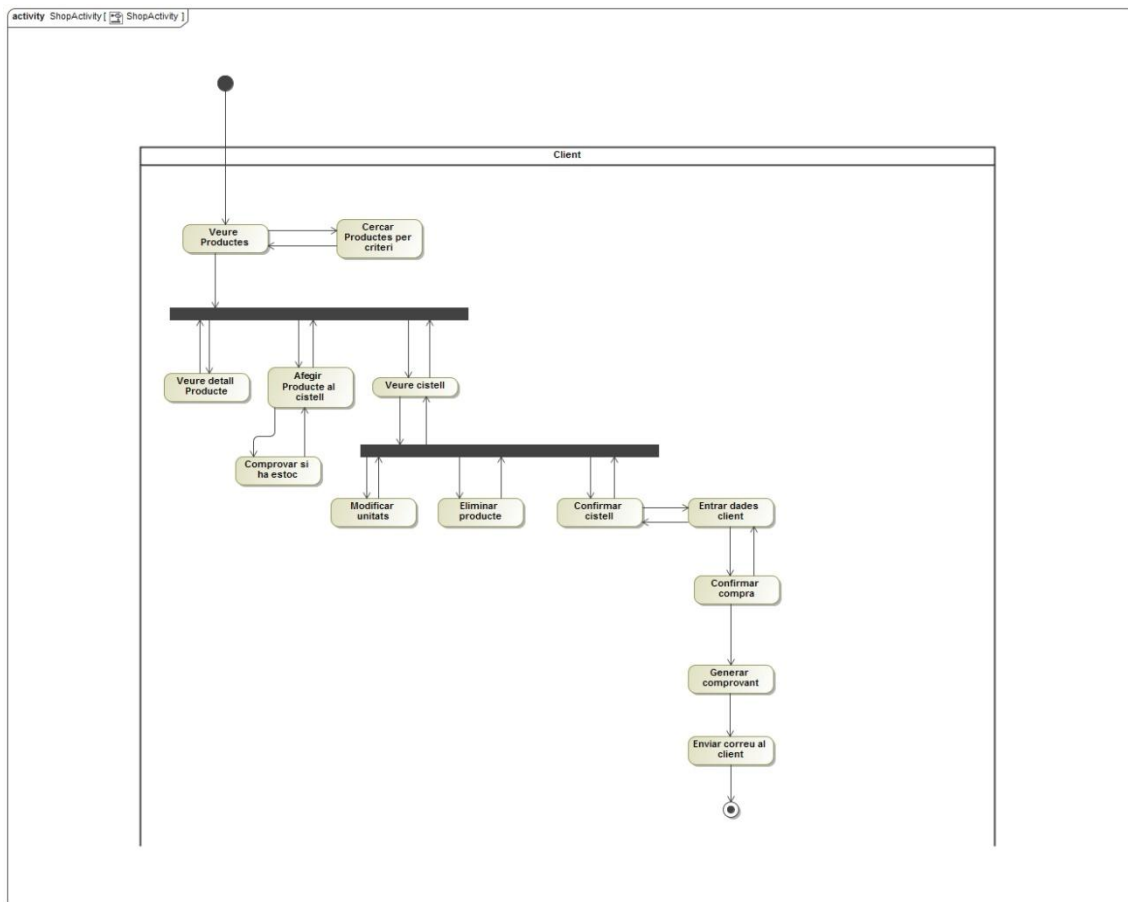 activity ShopActivity [ ShopActivity ]
Client
Veure
Productes
Cercar
Productes per
criteri
Veure detall
Producte
Afegir
Producte al
cistell
Veure cistell
Comprovar si
ha estoc
Modificar
unitats
Eliminar
producte
Confirmar
cistell
Entrar dades
client
Confirmar
compra
Generar
comprovant
Enviar correu al
client